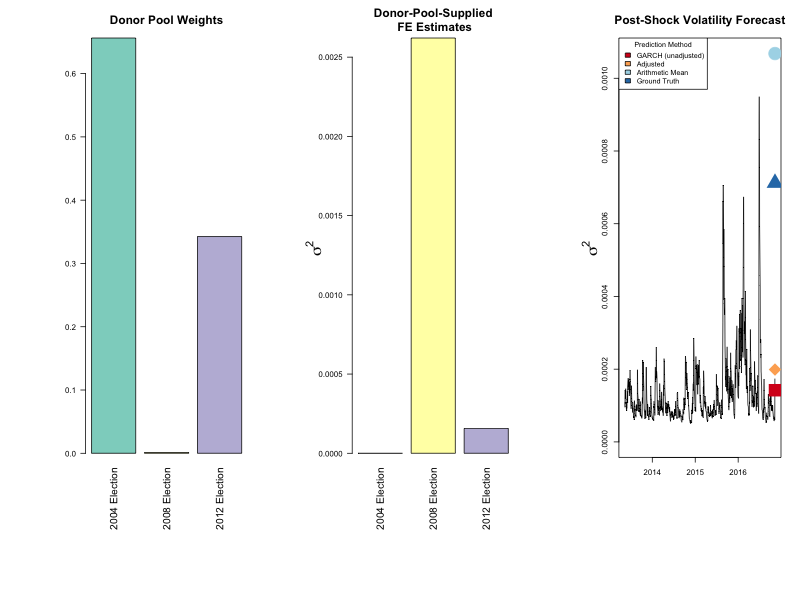 Donor Pool Weights
0.6
0.5
0.4
0.3
0.2
0.1
0.0
2004 Election
2008 Election
2012 Election
Donor-Pool-Supplied
FE Estimates
σ2
0.0025
0.0020
0.0015
0.0010
0.0005
0.0000
2004 Election
2008 Election
2012 Election
Post-Shock Volatility Forecast
σ2
0.0010
0.0008
0.0006
0.0004
0.0002
0.0000
Prediction Method
GARCH (unadjusted)
Adjusted
Arithmetic Mean
Ground Truth
2014
2015
2016